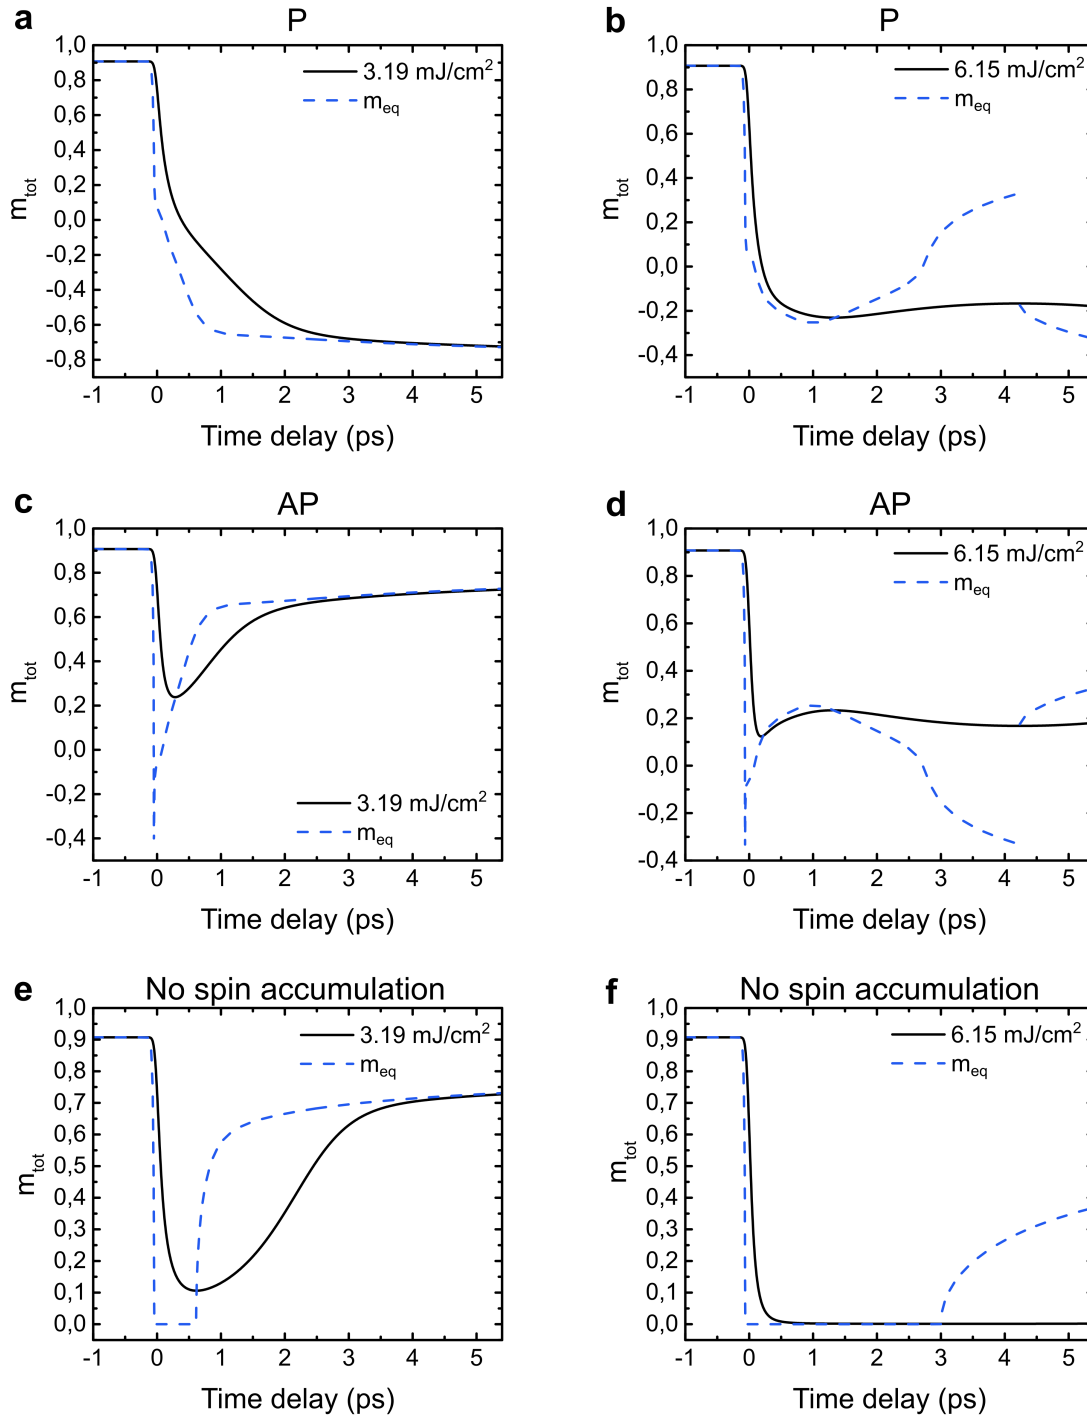 a
P
1,0
0,8
0,6
0,4
0,2
0,0
-0,2
-0,4
-0,6
-0,8
m_tot
3.19 mJ/cm²
m_eq
-1 0 1 2 3 4 5
Time delay (ps)
b
P
1,0
0,8
0,6
0,4
0,2
0,0
-0,2
-0,4
m_tot
6.15 mJ/cm²
m_eq
-1 0 1 2 3 4 5
Time delay (ps)
c
AP
1,0
0,8
0,6
0,4
0,2
0,0
-0,2
-0,4
m_tot
3.19 mJ/cm²
m_eq
-1 0 1 2 3 4 5
Time delay (ps)
d
AP
1,0
0,8
0,6
0,4
0,2
0,0
-0,2
-0,4
m_tot
6.15 mJ/cm²
m_eq
-1 0 1 2 3 4 5
Time delay (ps)
e
No spin accumulation
1,0
0,9
0,8
0,7
0,6
0,5
0,4
0,3
0,2
0,1
0,0
m_tot
3.19 mJ/cm²
m_eq
-1 0 1 2 3 4 5
Time delay (ps)
f
No spin accumulation
1,0
0,9
0,8
0,7
0,6
0,5
0,4
0,3
0,2
0,1
0,0
m_tot
6.15 mJ/cm²
m_eq
-1 0 1 2 3 4 5
Time delay (ps)